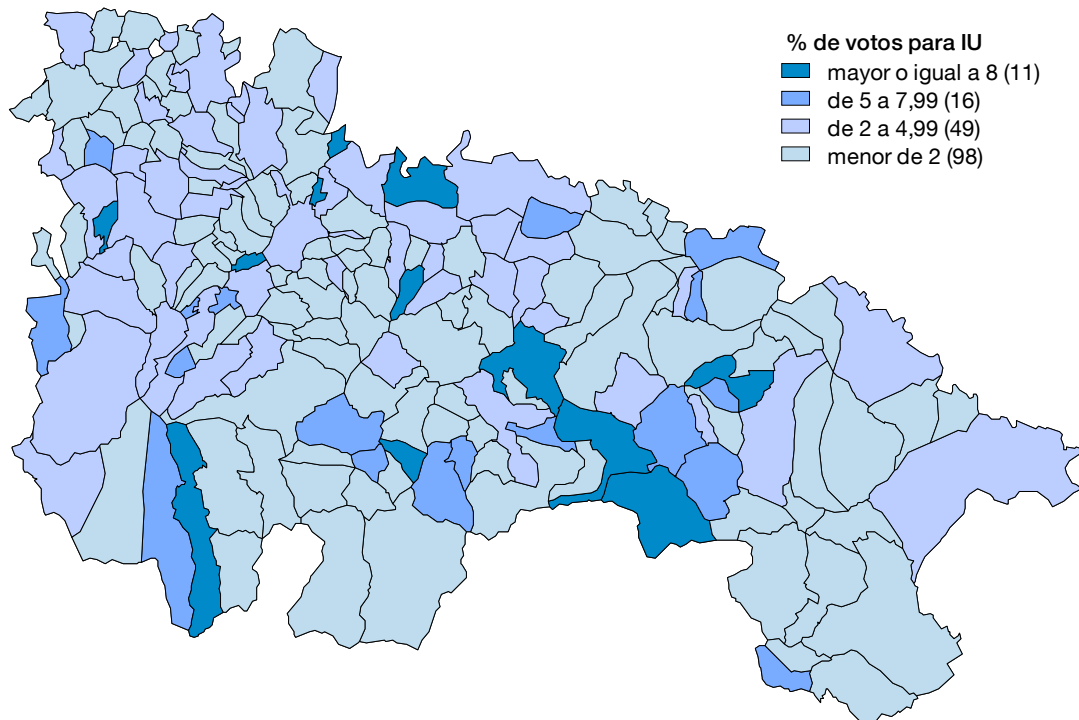 % de votos para IU
mayor o igual a 8 (11)
de 5 a 7,99 (16)
de 2 a 4,99 (49)
menor de 2 (98)